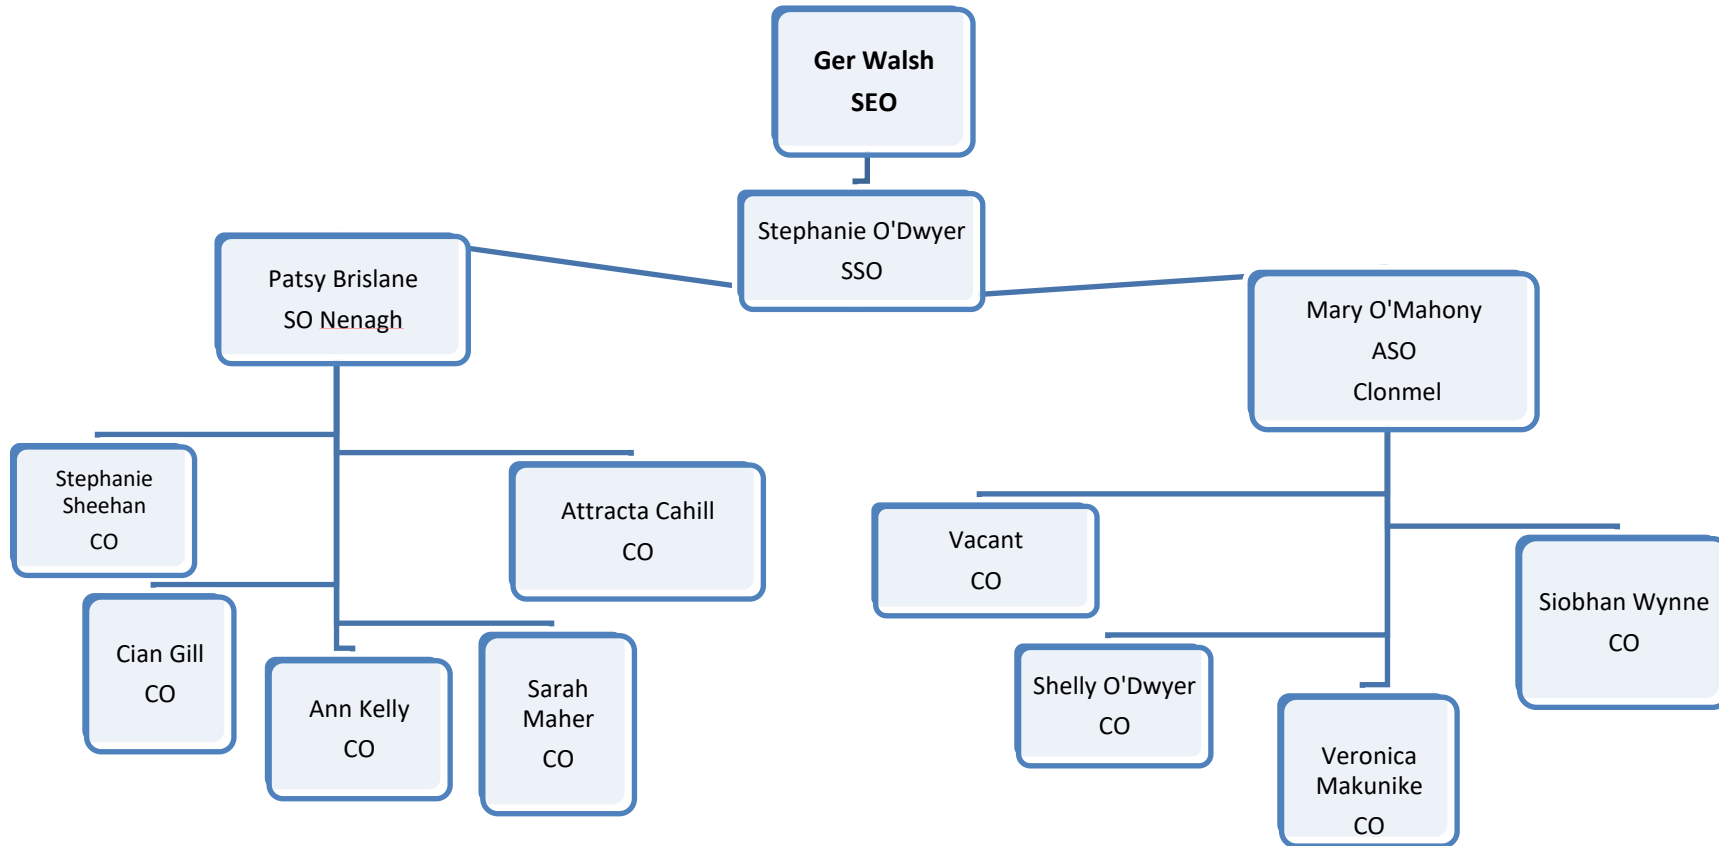 Ger Walsh
SEO
Stephanie O'Dwyer
SSO
Patsy Brislane
SO Nenagh
Mary O'Mahony
ASO
Clonmel
Stephanie
Sheehan
CO
Attracta Cahill
CO
Cian Gill
CO
Ann Kelly
CO
Sarah
Maher
CO
Vacant
CO
Siobhan Wynne
CO
Shelly O'Dwyer
CO
Veronica
Makunike
CO